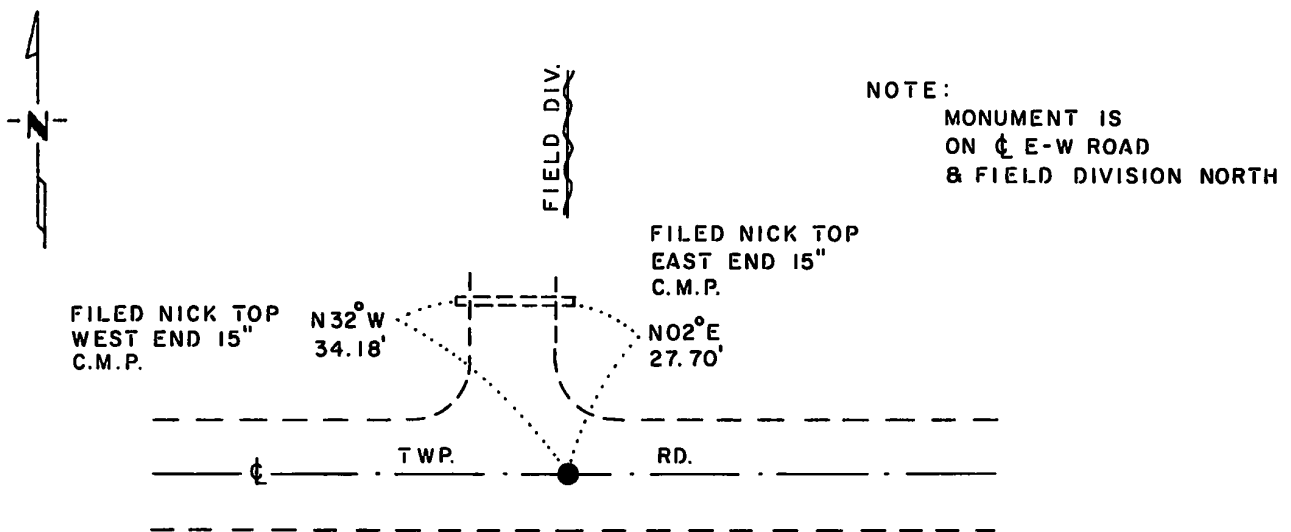 N
FIELD DIV.
NOTE:
MONUMENT IS
ON ℄ E-W ROAD
& FIELD DIVISION NORTH
FILED NICK TOP
EAST END 15"
C.M.P.
FILED NICK TOP
WEST END 15"
C.M.P.
N32°W
34.18'
N02°E
27.70'
℄ TWP. RD.